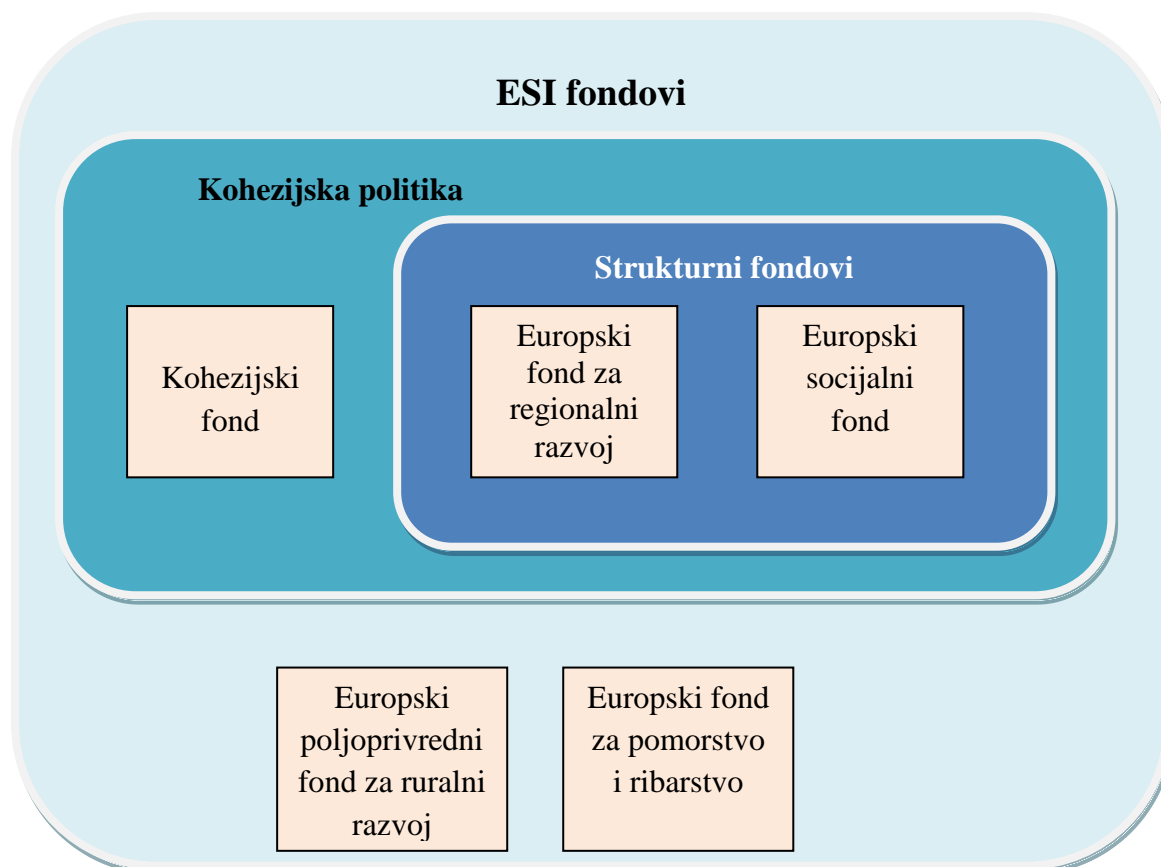 ESI fondovi
Kohezijska politika
Strukturni fondovi
Kohezijski
fond
Europski
fond za
regionalni
razvoj
Europski
socijalni
fond
Europski
poljoprivredni
fond za ruralni
razvoj
Europski fond
za pomorstvo
i ribarstvo